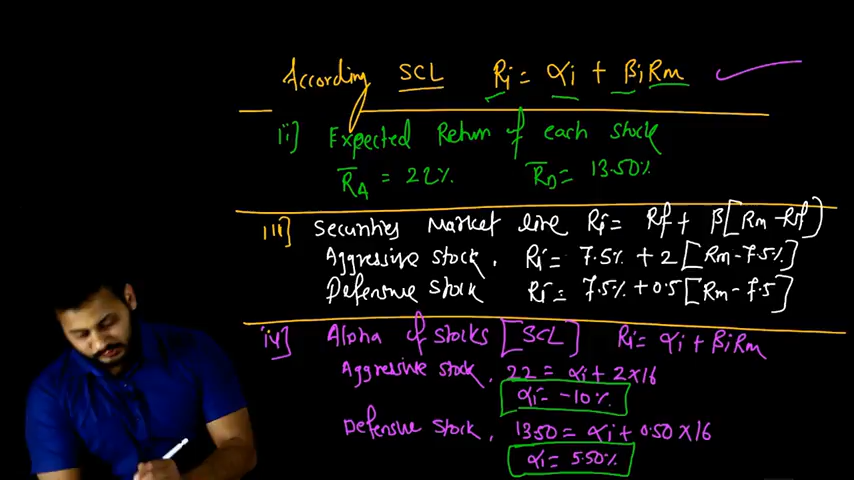 According SCL Ri = αi + βi Rm
ii] Expected Return of each stock
R̅A = 22% R̅D = 13.50%
iii] Securities Market line Ri = Rf + β[Rm-Rf]
Aggressive stock, Ri = 7.5% + 2[Rm-7.5%]
Defensive Stock Ri = 7.5% + 0.5[Rm-7.5]
iv] Alpha of stocks [SCL] Ri = αi + βiRm
Aggressive stock, 22 = αi + 2×16
αi = -10%
Defensive stock, 13.50 = αi + 0.50×16
αi = 5.50%